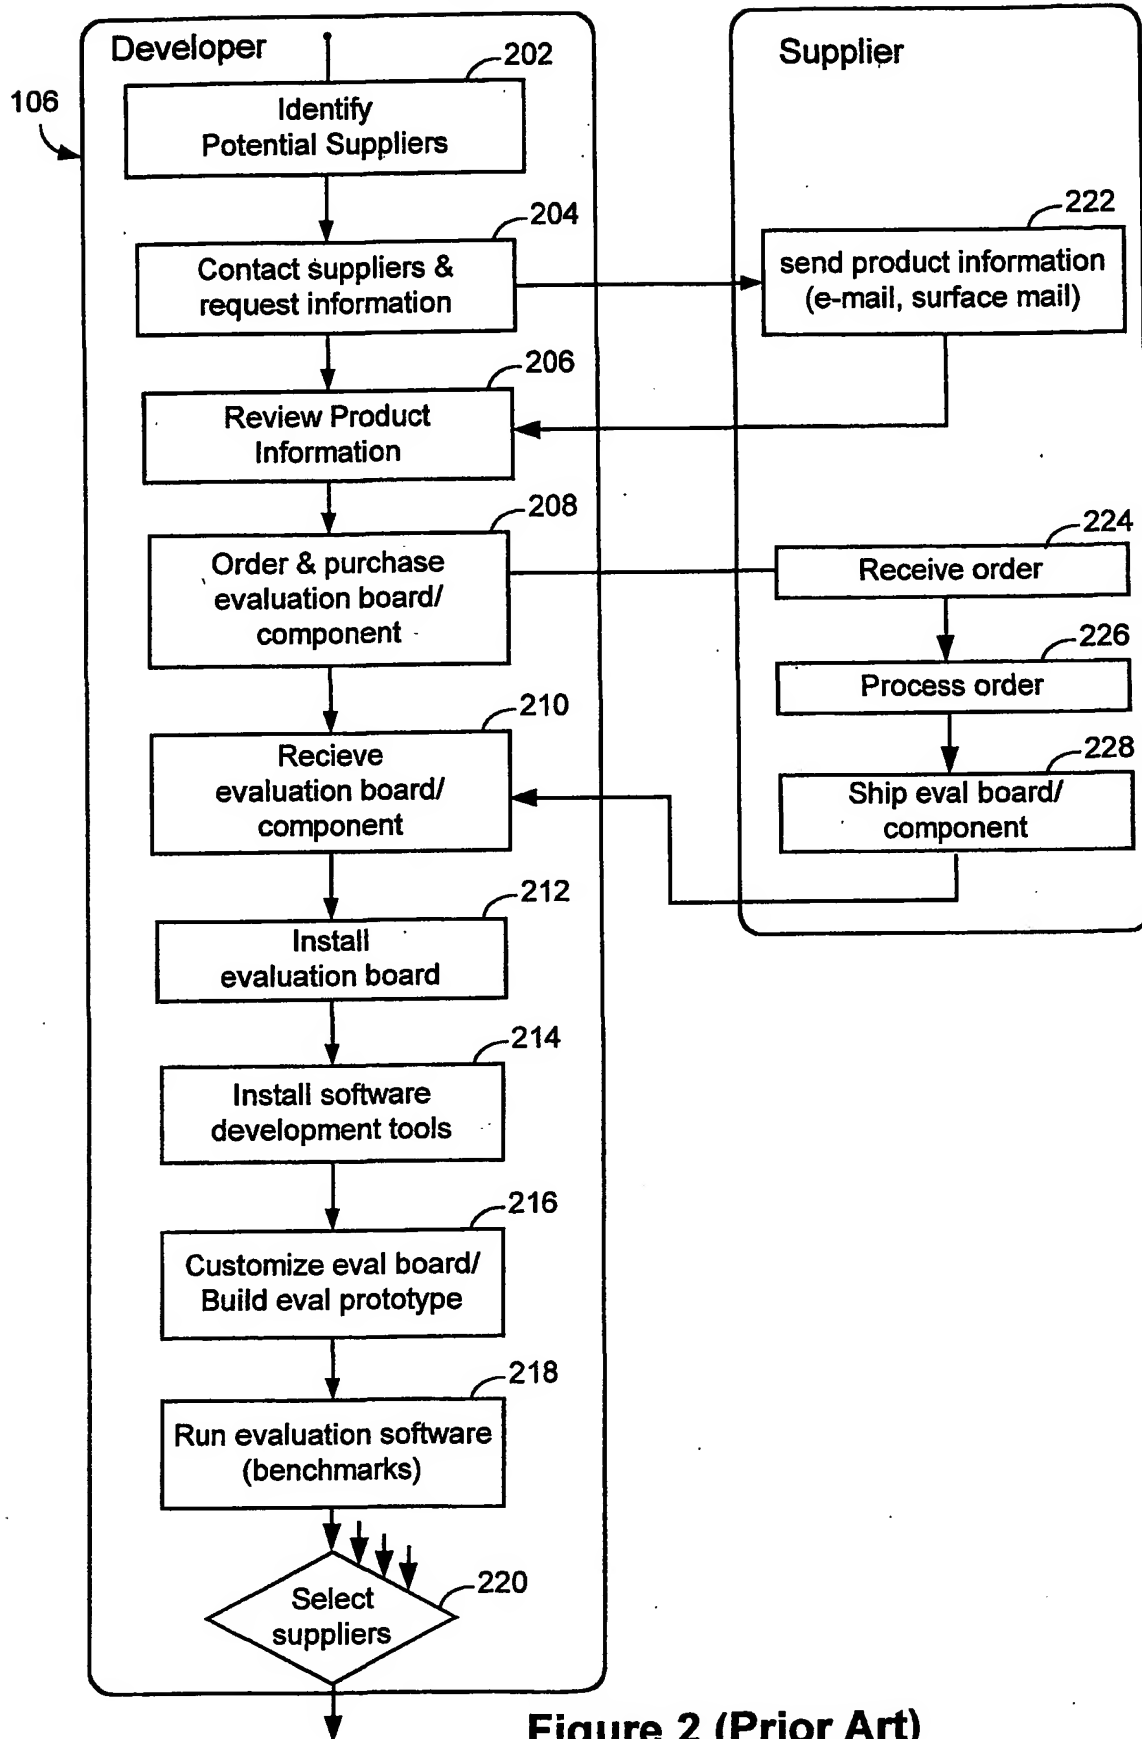 Developer
202
106
Identify
Potential Suppliers
204
Contact suppliers &
request information
206
Review Product
Information
208
Order & purchase
evaluation board/
component
210
Recieve
evaluation board/
component
212
Install
evaluation board
214
Install software
development tools
216
Customize eval board/
Build eval prototype
218
Run evaluation software
(benchmarks)
220
Select
suppliers
Supplier
222
send product information
(e-mail, surface mail)
224
Receive order
226
Process order
228
Ship eval board/
component
Figure 2 (Prior Art)